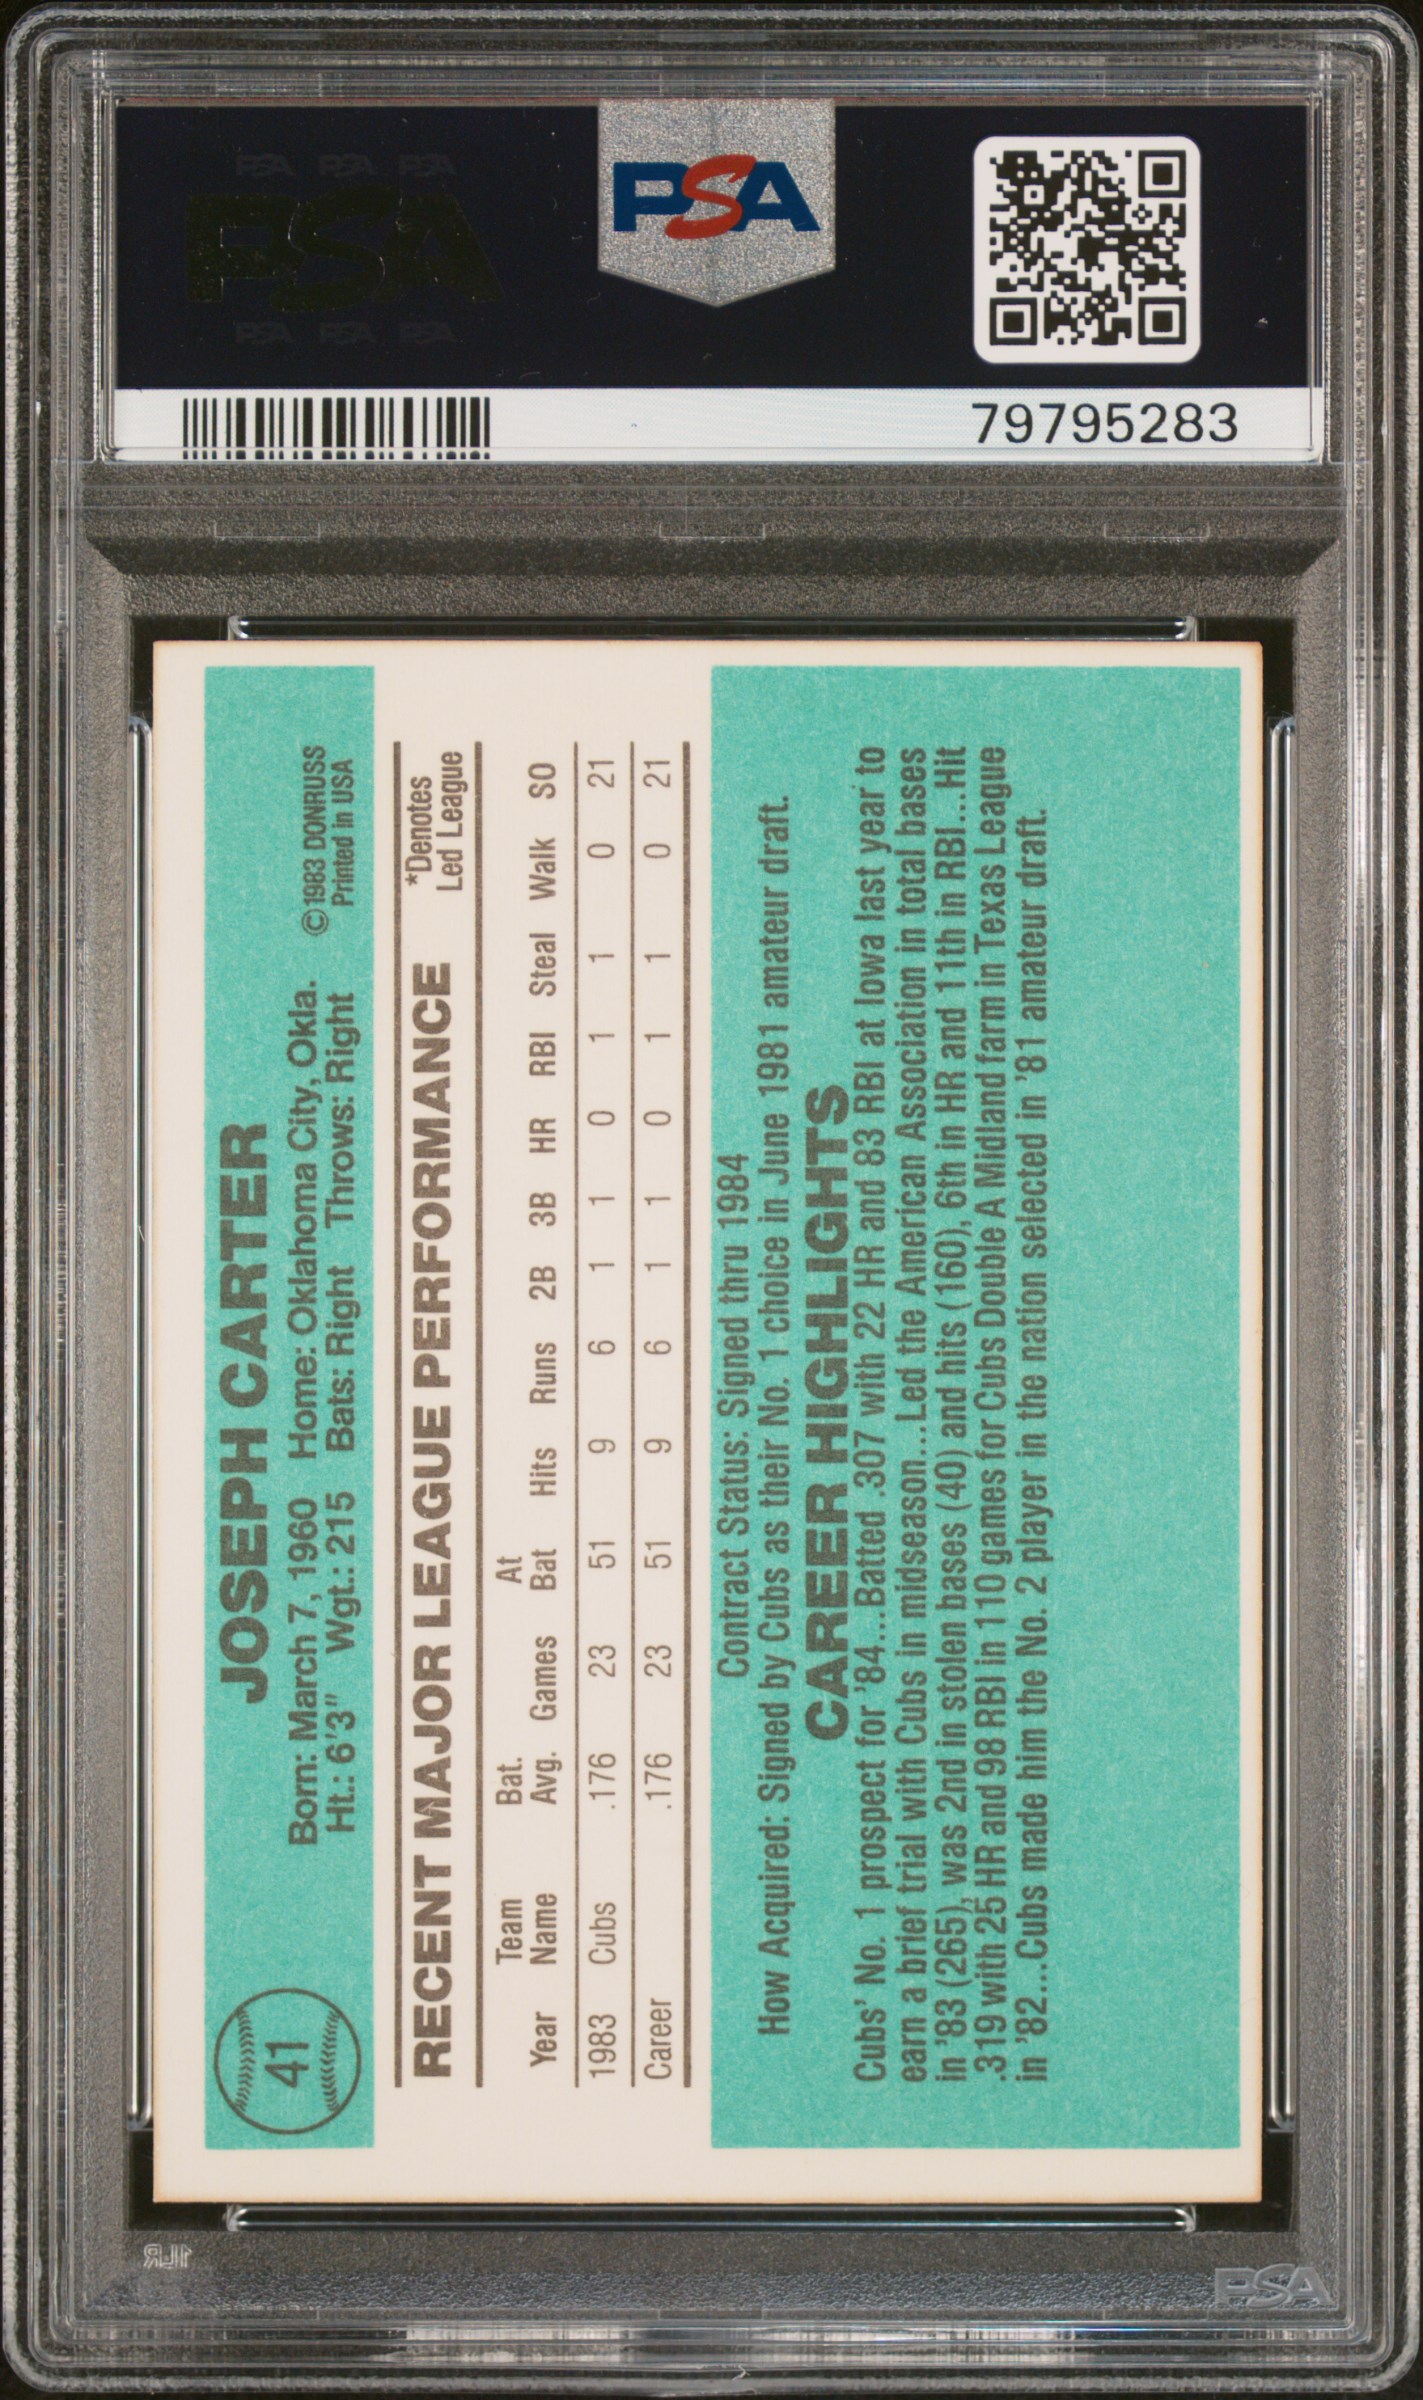 PSA PSA PSA
PSA
PSA PSA PSA
PSA
79795283
41
JOSEPH CARTER
Born: March 7, 1960 Home: Oklahoma City, Okla. ©1983 DONRUSS
Ht.: 6'3" Wgt.: 215 Bats: Right Throws: Right Printed in USA
RECENT MAJOR LEAGUE PERFORMANCE *Denotes Led League
Year Team Name Bat. Avg. Games At Bat Hits Runs 2B 3B HR RBI Steal Walk SO
1983 Cubs .176 23 51 9 6 1 1 0 1 1 0 21
Career .176 23 51 9 6 1 1 0 1 1 0 21
Contract Status: Signed thru 1984
How Acquired: Signed by Cubs as their No. 1 choice in June 1981 amateur draft.
CAREER HIGHLIGHTS
Cubs' No. 1 prospect for '84...Batted .307 with 22 HR and 83 RBI at Iowa last year to
earn a brief trial with Cubs in midseason...Led the American Association in total bases
in '83 (265), was 2nd in stolen bases (40) and hits (160), 6th in HR and 11th in RBI...Hit
.319 with 25 HR and 98 RBI in 110 games for Cubs Double A Midland farm in Texas League
in '82...Cubs made him the No. 2 player in the nation selected in '81 amateur draft.
PSA